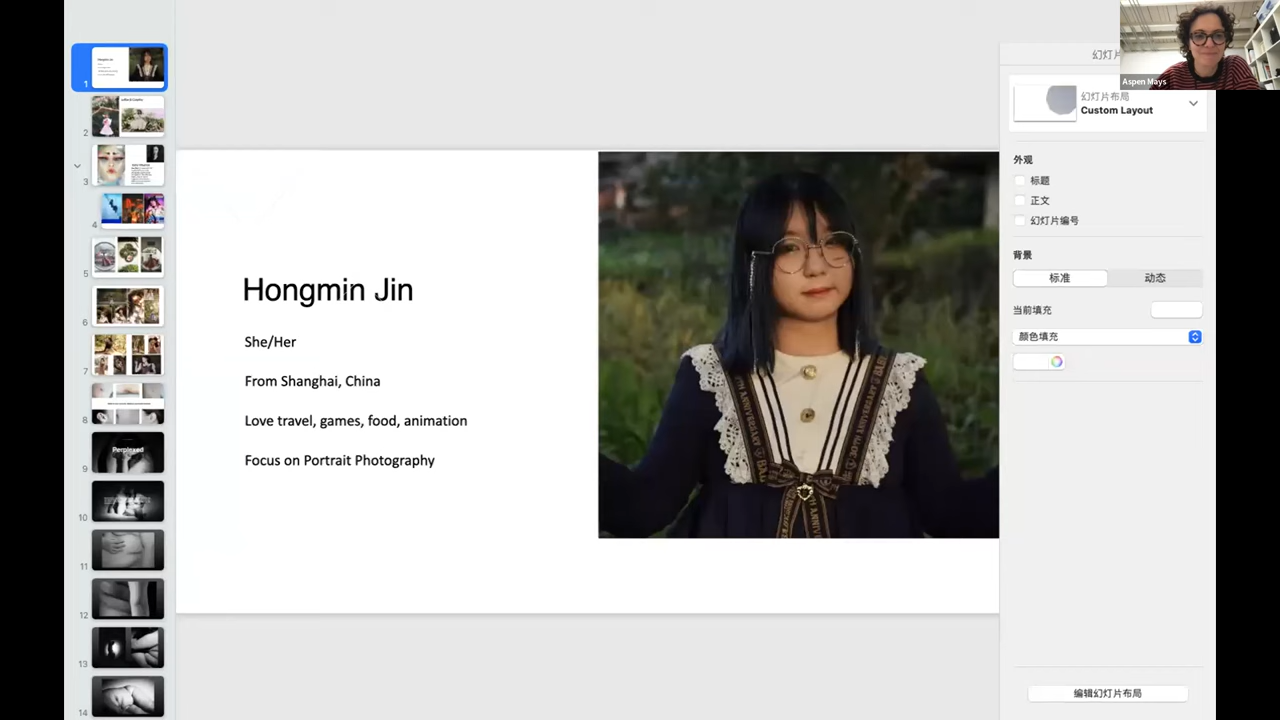 幻灯片
Aspen Mays
幻灯片布局
Custom Layout
外观
标题
正文
幻灯片编号
背景
标准
动态
当前填充
颜色填充
编辑幻灯片布局
Hongmin Jin
She/Her
From Shanghai, China
Love travel, games, food, animation
Focus on Portrait Photography
1
2
3
4
5
6
7
8
9
Perplexed
10
11
12
13
14